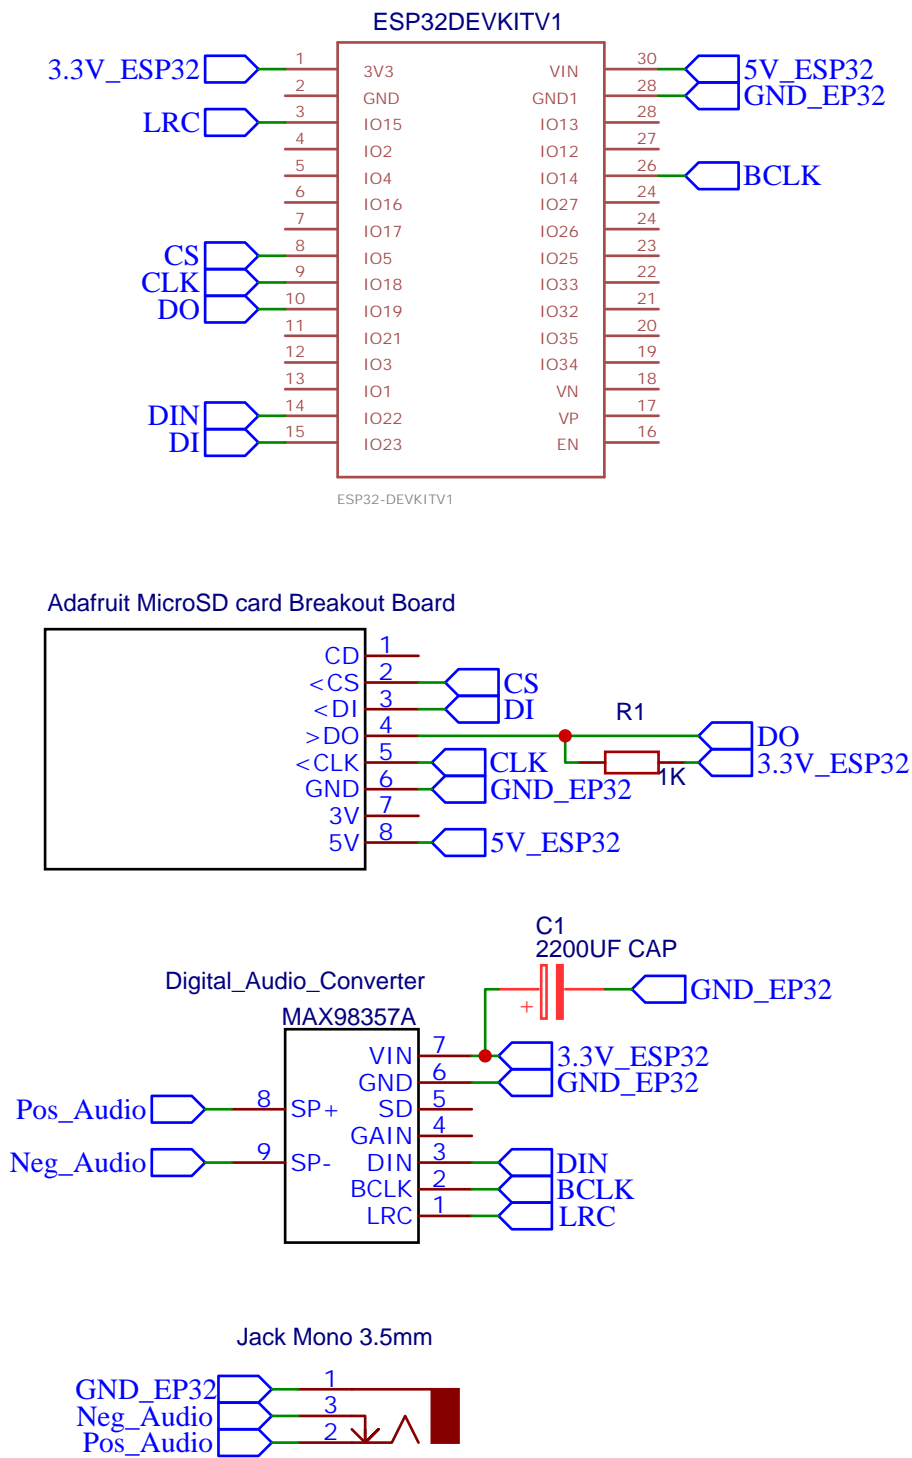 ESP32DEVKITV1
3.3V_ESP32 1 3V3 VIN 30 5V_ESP32
2 GND GND1 28 GND_EP32
LRC 3 IO15 IO13 28
4 IO2 IO12 27
5 IO4 IO14 26 BCLK
6 IO16 IO27 24
7 IO17 IO26 24
CS 8 IO5 IO25 23
CLK 9 IO18 IO33 22
DO 10 IO19 IO32 21
11 IO21 IO35 20
12 IO3 IO34 19
13 IO1 VN 18
DIN 14 IO22 VP 17
DI 15 IO23 EN 16
ESP32-DEVKITV1
Adafruit MicroSD card Breakout Board
CD 1
<CS 2 CS
<DI 3 DI
R1
>DO 4 DO
<CLK 5 CLK 1K 3.3V_ESP32
GND 6 GND_EP32
3V 7
5V 8 5V_ESP32
C1
2200UF CAP
+ GND_EP32
Digital_Audio_Converter
MAX98357A
VIN 7 3.3V_ESP32
GND 6 GND_EP32
Pos_Audio 8 SP+ SD 5
GAIN 4
Neg_Audio 9 SP- DIN 3 DIN
BCLK 2 BCLK
LRC 1 LRC
Jack Mono 3.5mm
GND_EP32 1
Neg_Audio 3
Pos_Audio 2